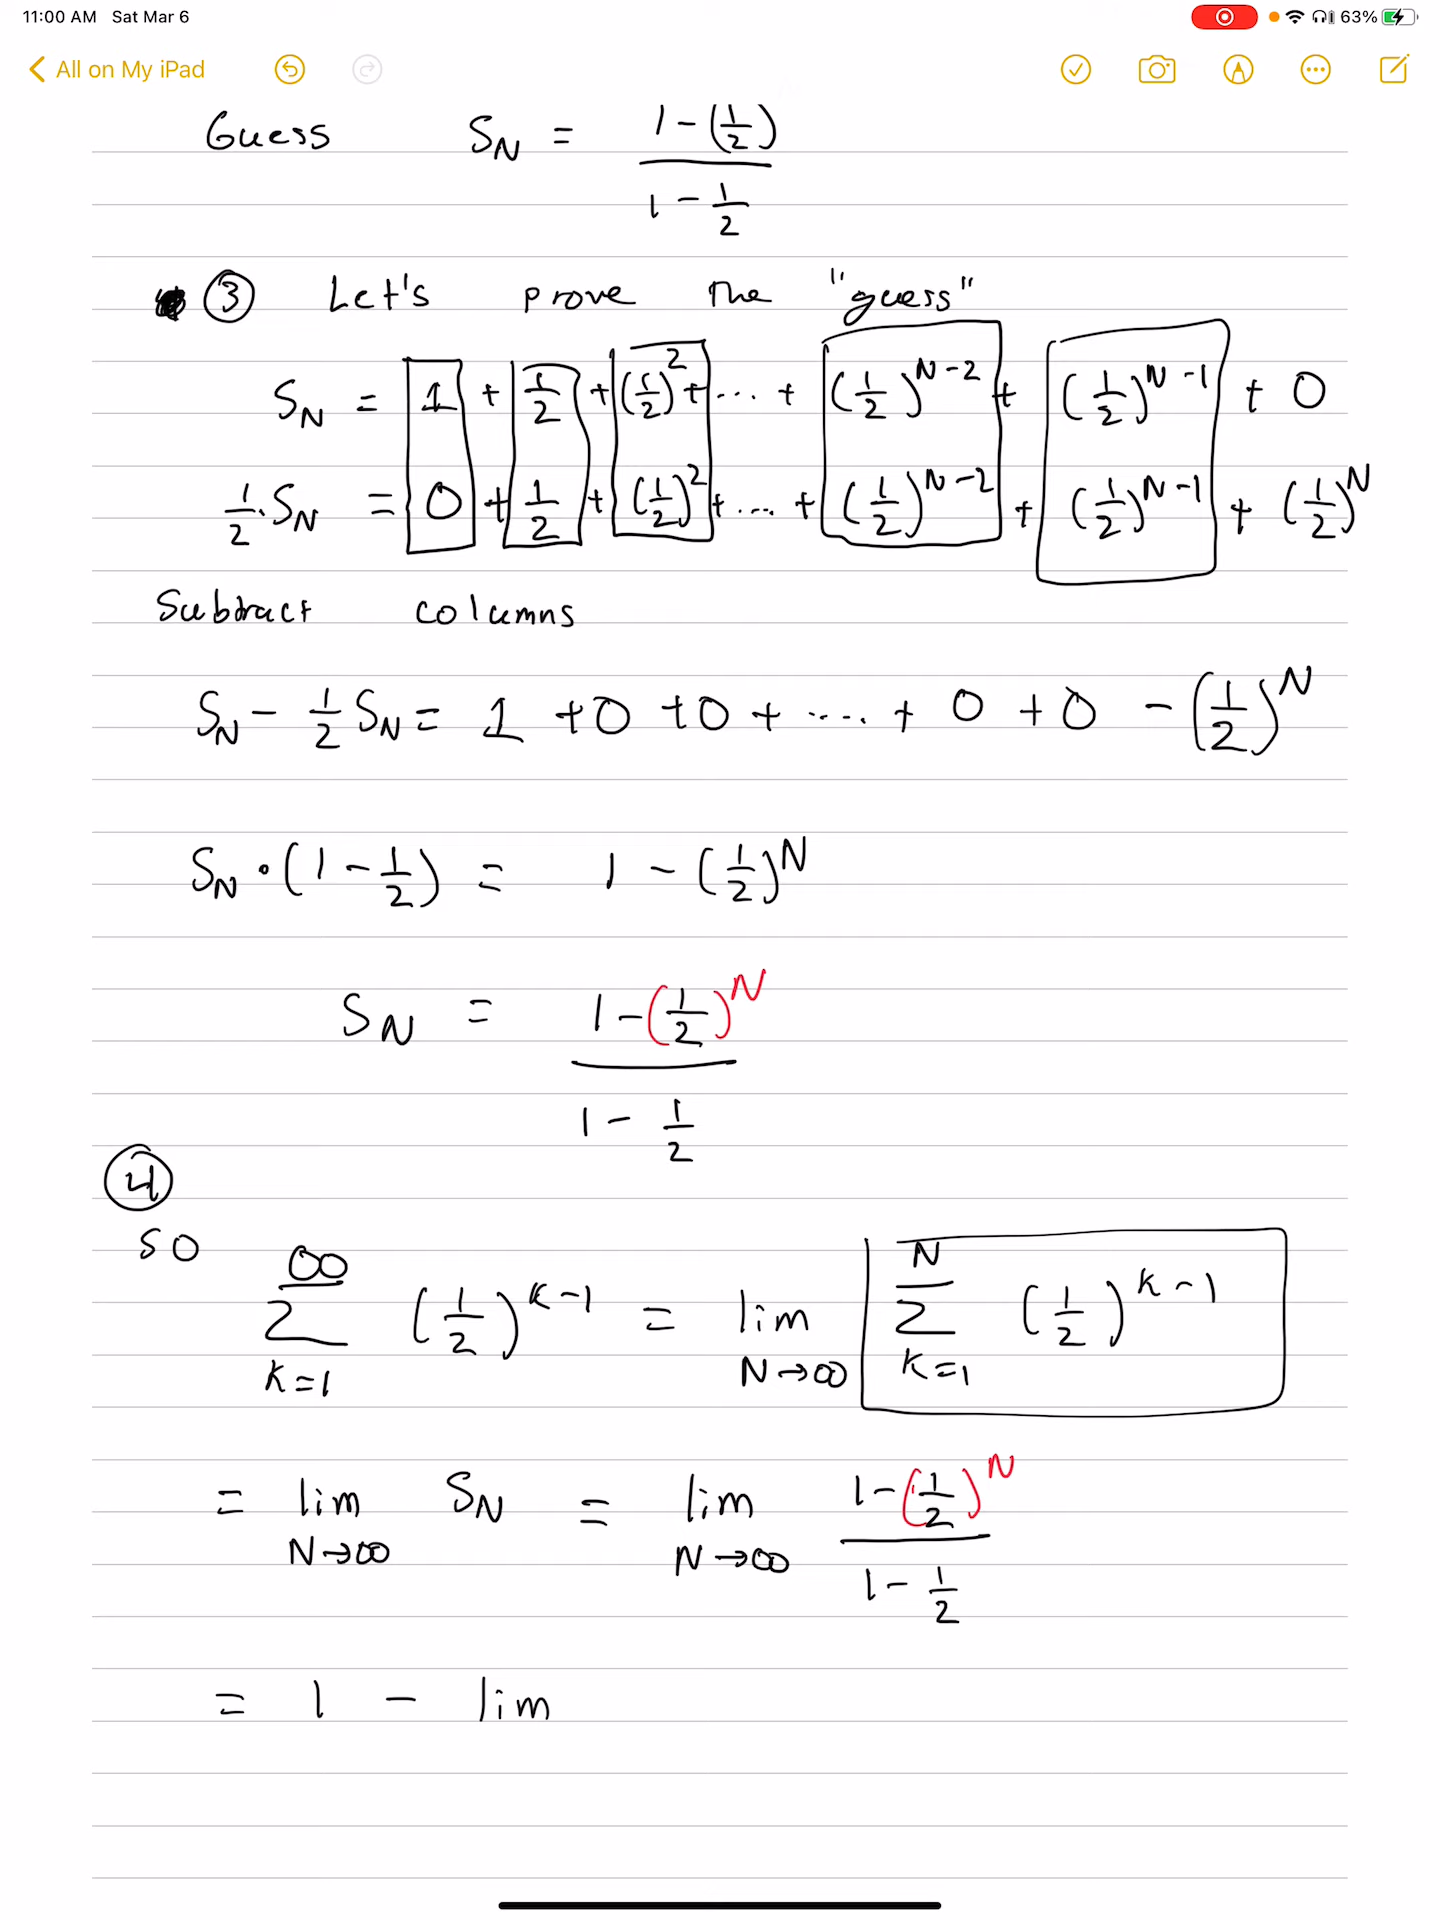 11:00 AM Sat Mar 6 63%
All on My iPad
Guess S_N = (1 - (1/2)) / (1 - 1/2)
③ Let's prove the "guess"
S_N = 1 + 1/2 + (1/2)^2 + ... + (1/2)^(N-2) + (1/2)^(N-1) + 0
1/2 · S_N = 0 + 1/2 + (1/2)^2 + ... + (1/2)^(N-2) + (1/2)^(N-1) + (1/2)^N
Subtract columns
S_N - 1/2 S_N = 1 + 0 + 0 + .... + 0 + 0 - (1/2)^N
S_N · (1 - 1/2) = 1 - (1/2)^N
S_N = (1 - (1/2)^N) / (1 - 1/2)
④
so
∞ Σ k=1 (1/2)^(k-1) = lim N→∞ N Σ k=1 (1/2)^(k-1)
= lim N→∞ S_N = lim N→∞ (1 - (1/2)^N) / (1 - 1/2)
= 1 - lim